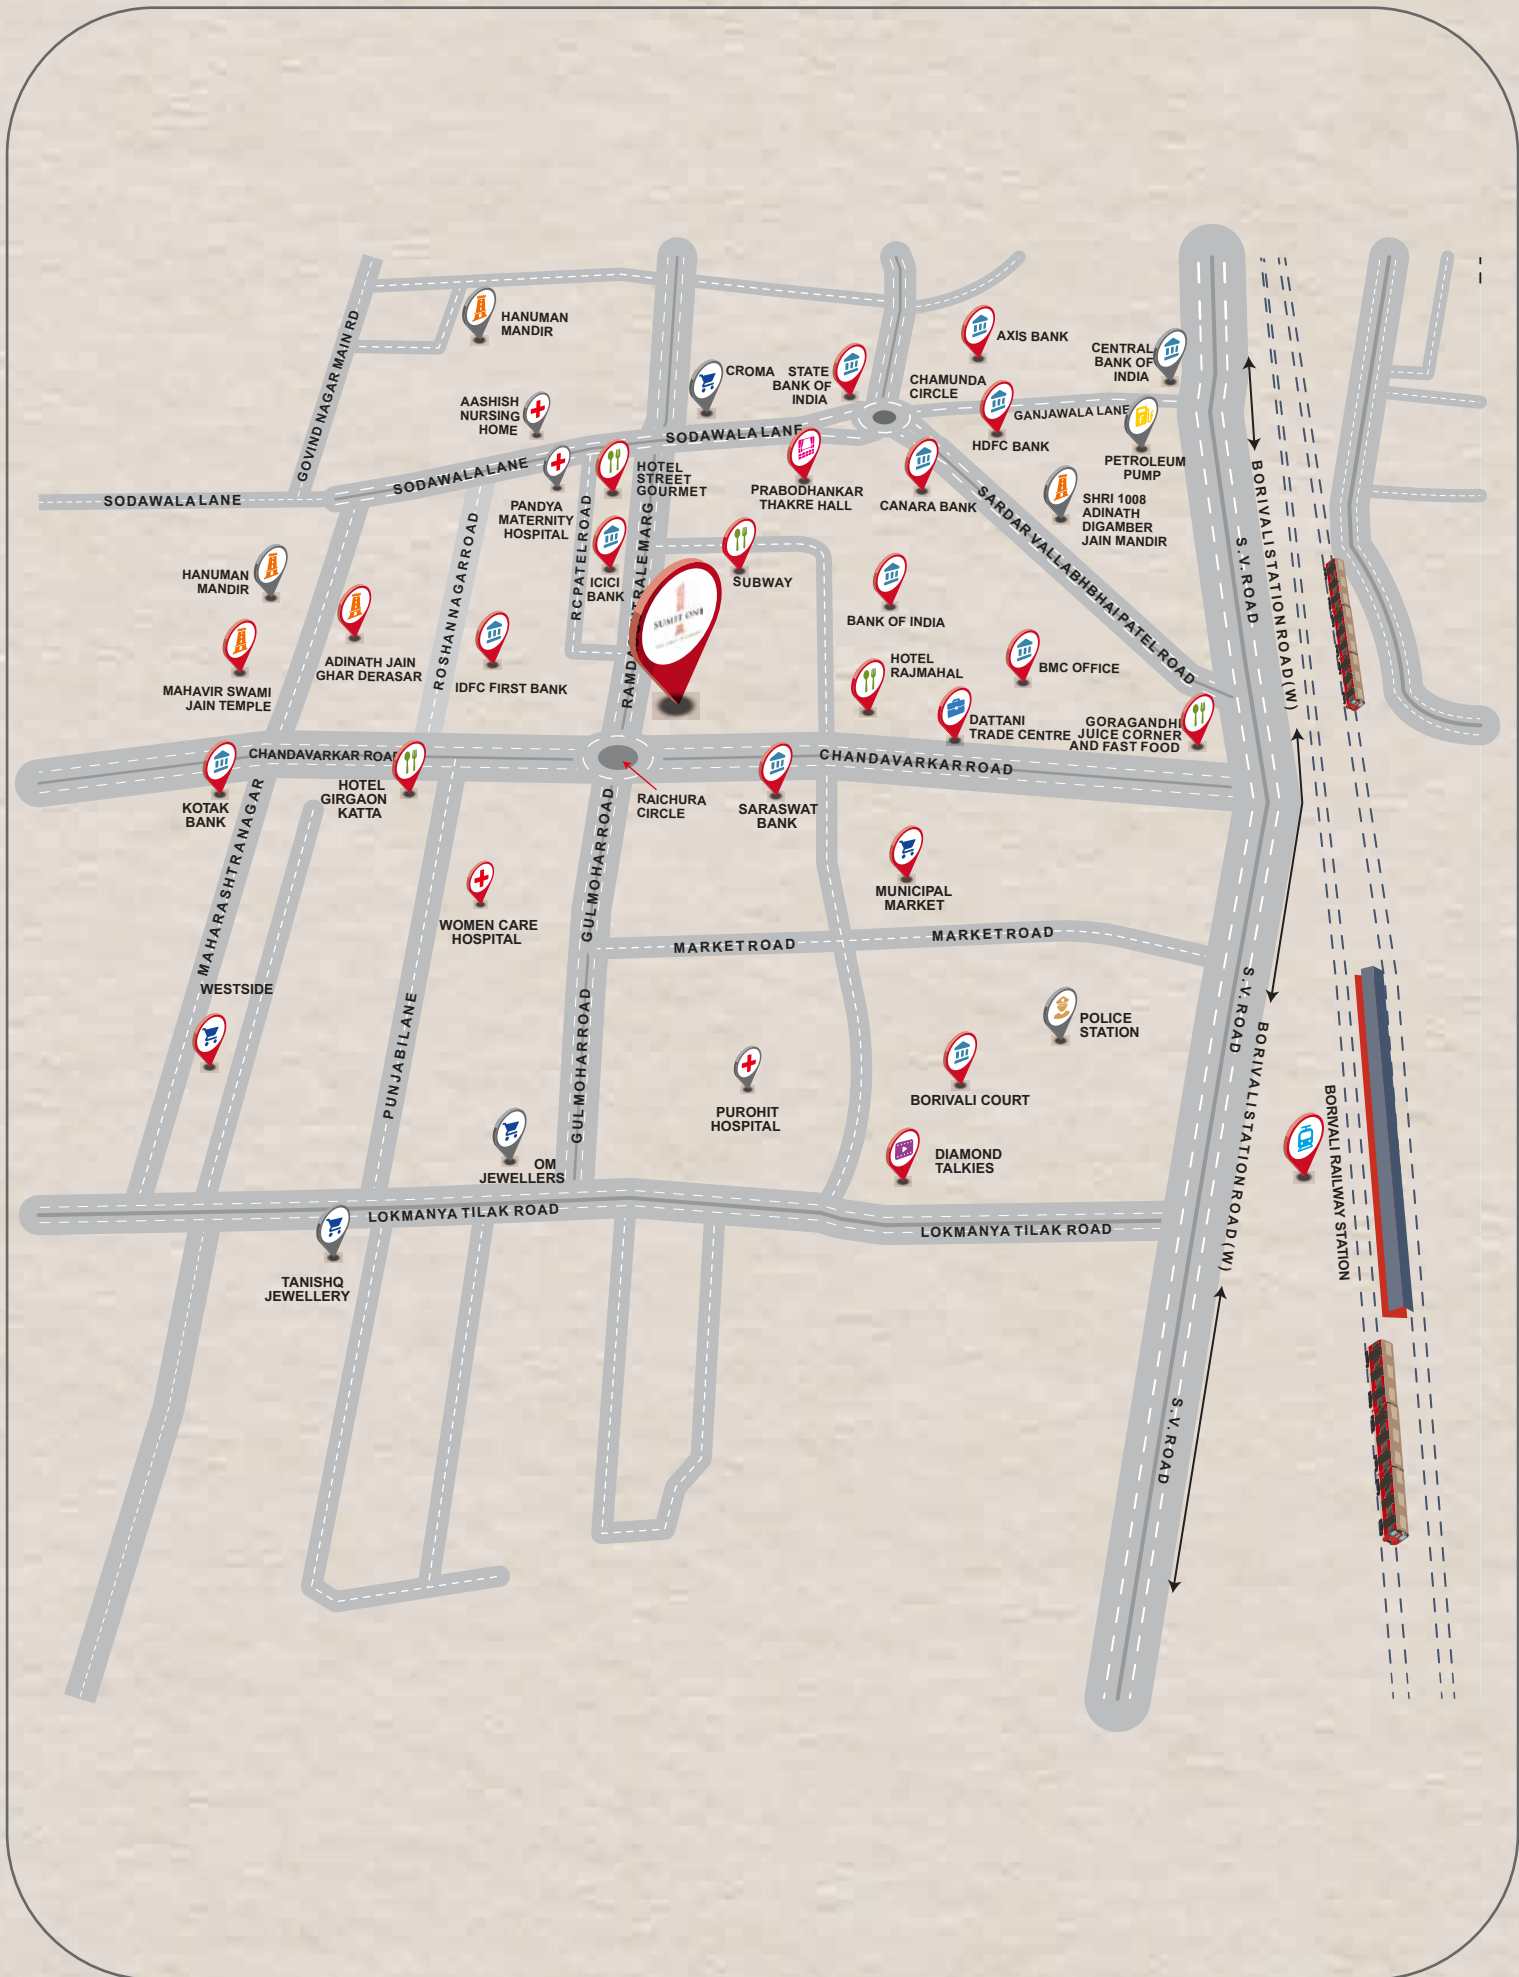 GOVIND NAGAR MAIN RD
HANUMAN
MANDIR
AXIS BANK
CENTRAL
BANK OF
INDIA
CROMA
STATE
BANK OF
INDIA
CHAMUNDA
CIRCLE
GANJAWALA LANE
HDFC BANK
PETROLEUM
PUMP
AASHISH
NURSING
HOME
SODAWALA LANE
SODAWALA LANE
SODAWALA LANE
HOTEL
STREET
GOURMET
PANDYA
MATERNITY
HOSPITAL
PRABODHANKAR
THAKRE HALL
CANARA BANK
SHRI 1008
ADINATH
DIGAMBER
JAIN MANDIR
SARDAR VALLABHBHAI PATEL ROAD
BORIVALI STATION ROAD (W)
S.V. ROAD
ROSHAN NAGAR ROAD
R C PATEL ROAD
ICICI
BANK
SUBWAY
SUMIT ONE
HANUMAN
MANDIR
ADINATH JAIN
GHAR DERASAR
MAHAVIR SWAMI
JAIN TEMPLE
IDFC FIRST BANK
BANK OF INDIA
HOTEL
RAJMAHAL
BMC OFFICE
DATTANI
TRADE CENTRE
GORAGANDHI
JUICE CORNER
AND FAST FOOD
CHANDAVARKAR ROAD
CHANDAVARKAR ROAD
KOTAK
BANK
HOTEL
GIRGAON
KATTA
RAICHURA
CIRCLE
SARASWAT
BANK
MAHARASHTRA NAGAR
GULMOHAR ROAD
MUNICIPAL
MARKET
WOMEN CARE
HOSPITAL
MARKET ROAD
MARKET ROAD
WESTSIDE
PUNJABI LANE
GULMOHAR ROAD
S.V. ROAD
BORIVALI STATION ROAD (W)
POLICE
STATION
BORIVALI COURT
PUROHIT
HOSPITAL
DIAMOND
TALKIES
BORIVALI RAILWAY STATION
OM
JEWELLERS
LOKMANYA TILAK ROAD
LOKMANYA TILAK ROAD
TANISHQ
JEWELLERY
S.V. ROAD